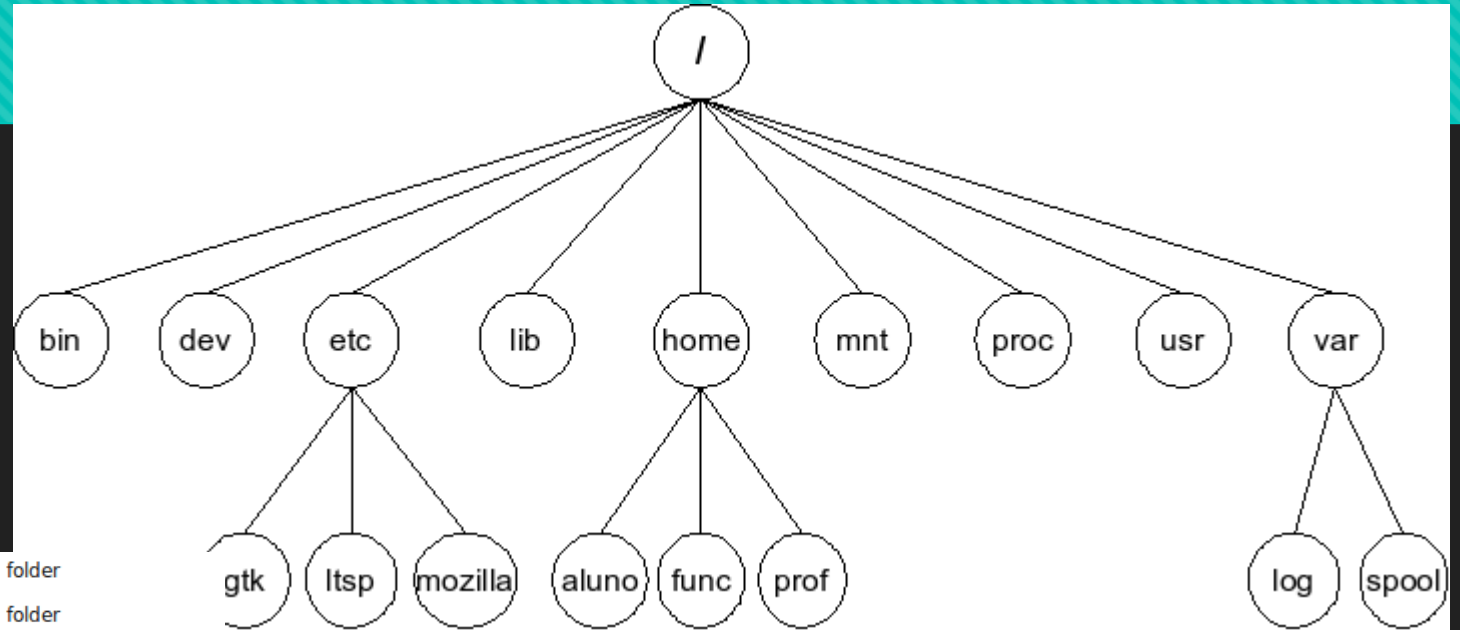 /
bin dev etc lib home mnt proc usr var
gtk ltsp mozilla aluno func prof log spool
folder
folder